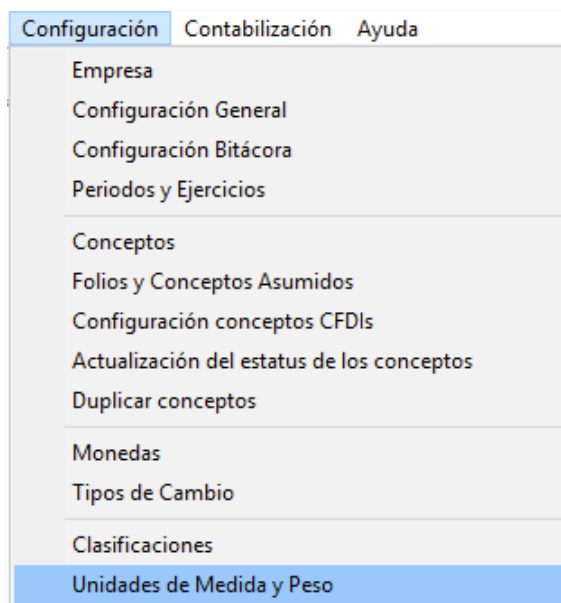 Configuración Contabilización Ayuda
Empresa
Configuración General
Configuración Bitácora
Periodos y Ejercicios
Conceptos
Folios y Conceptos Asumidos
Configuración conceptos CFDIs
Actualización del estatus de los conceptos
Duplicar conceptos
Monedas
Tipos de Cambio
Clasificaciones
Unidades de Medida y Peso